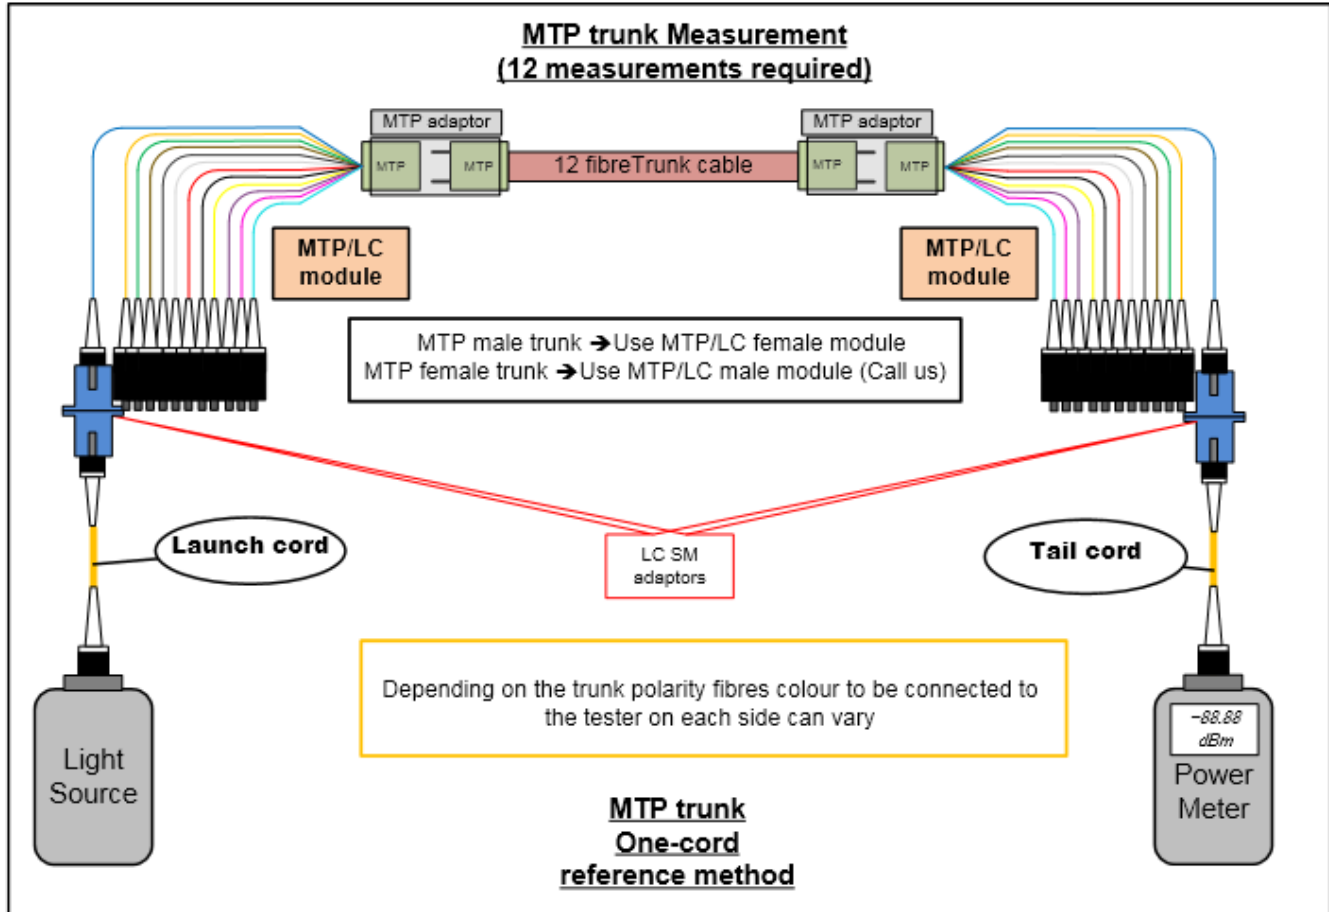 MTP trunk Measurement
(12 measurements required)
MTP adaptor
MTP adaptor
MTP
MTP
12 fibreTrunk cable
MTP
MTP
MTP/LC
module
MTP/LC
module
MTP male trunk ➔Use MTP/LC female module
MTP female trunk ➔Use MTP/LC male module (Call us)
Launch cord
LC SM
adaptors
Tail cord
Depending on the trunk polarity fibres colour to be connected to
the tester on each side can vary
Light
Source
-88.88
dBm
Power
Meter
MTP trunk
One-cord
reference method